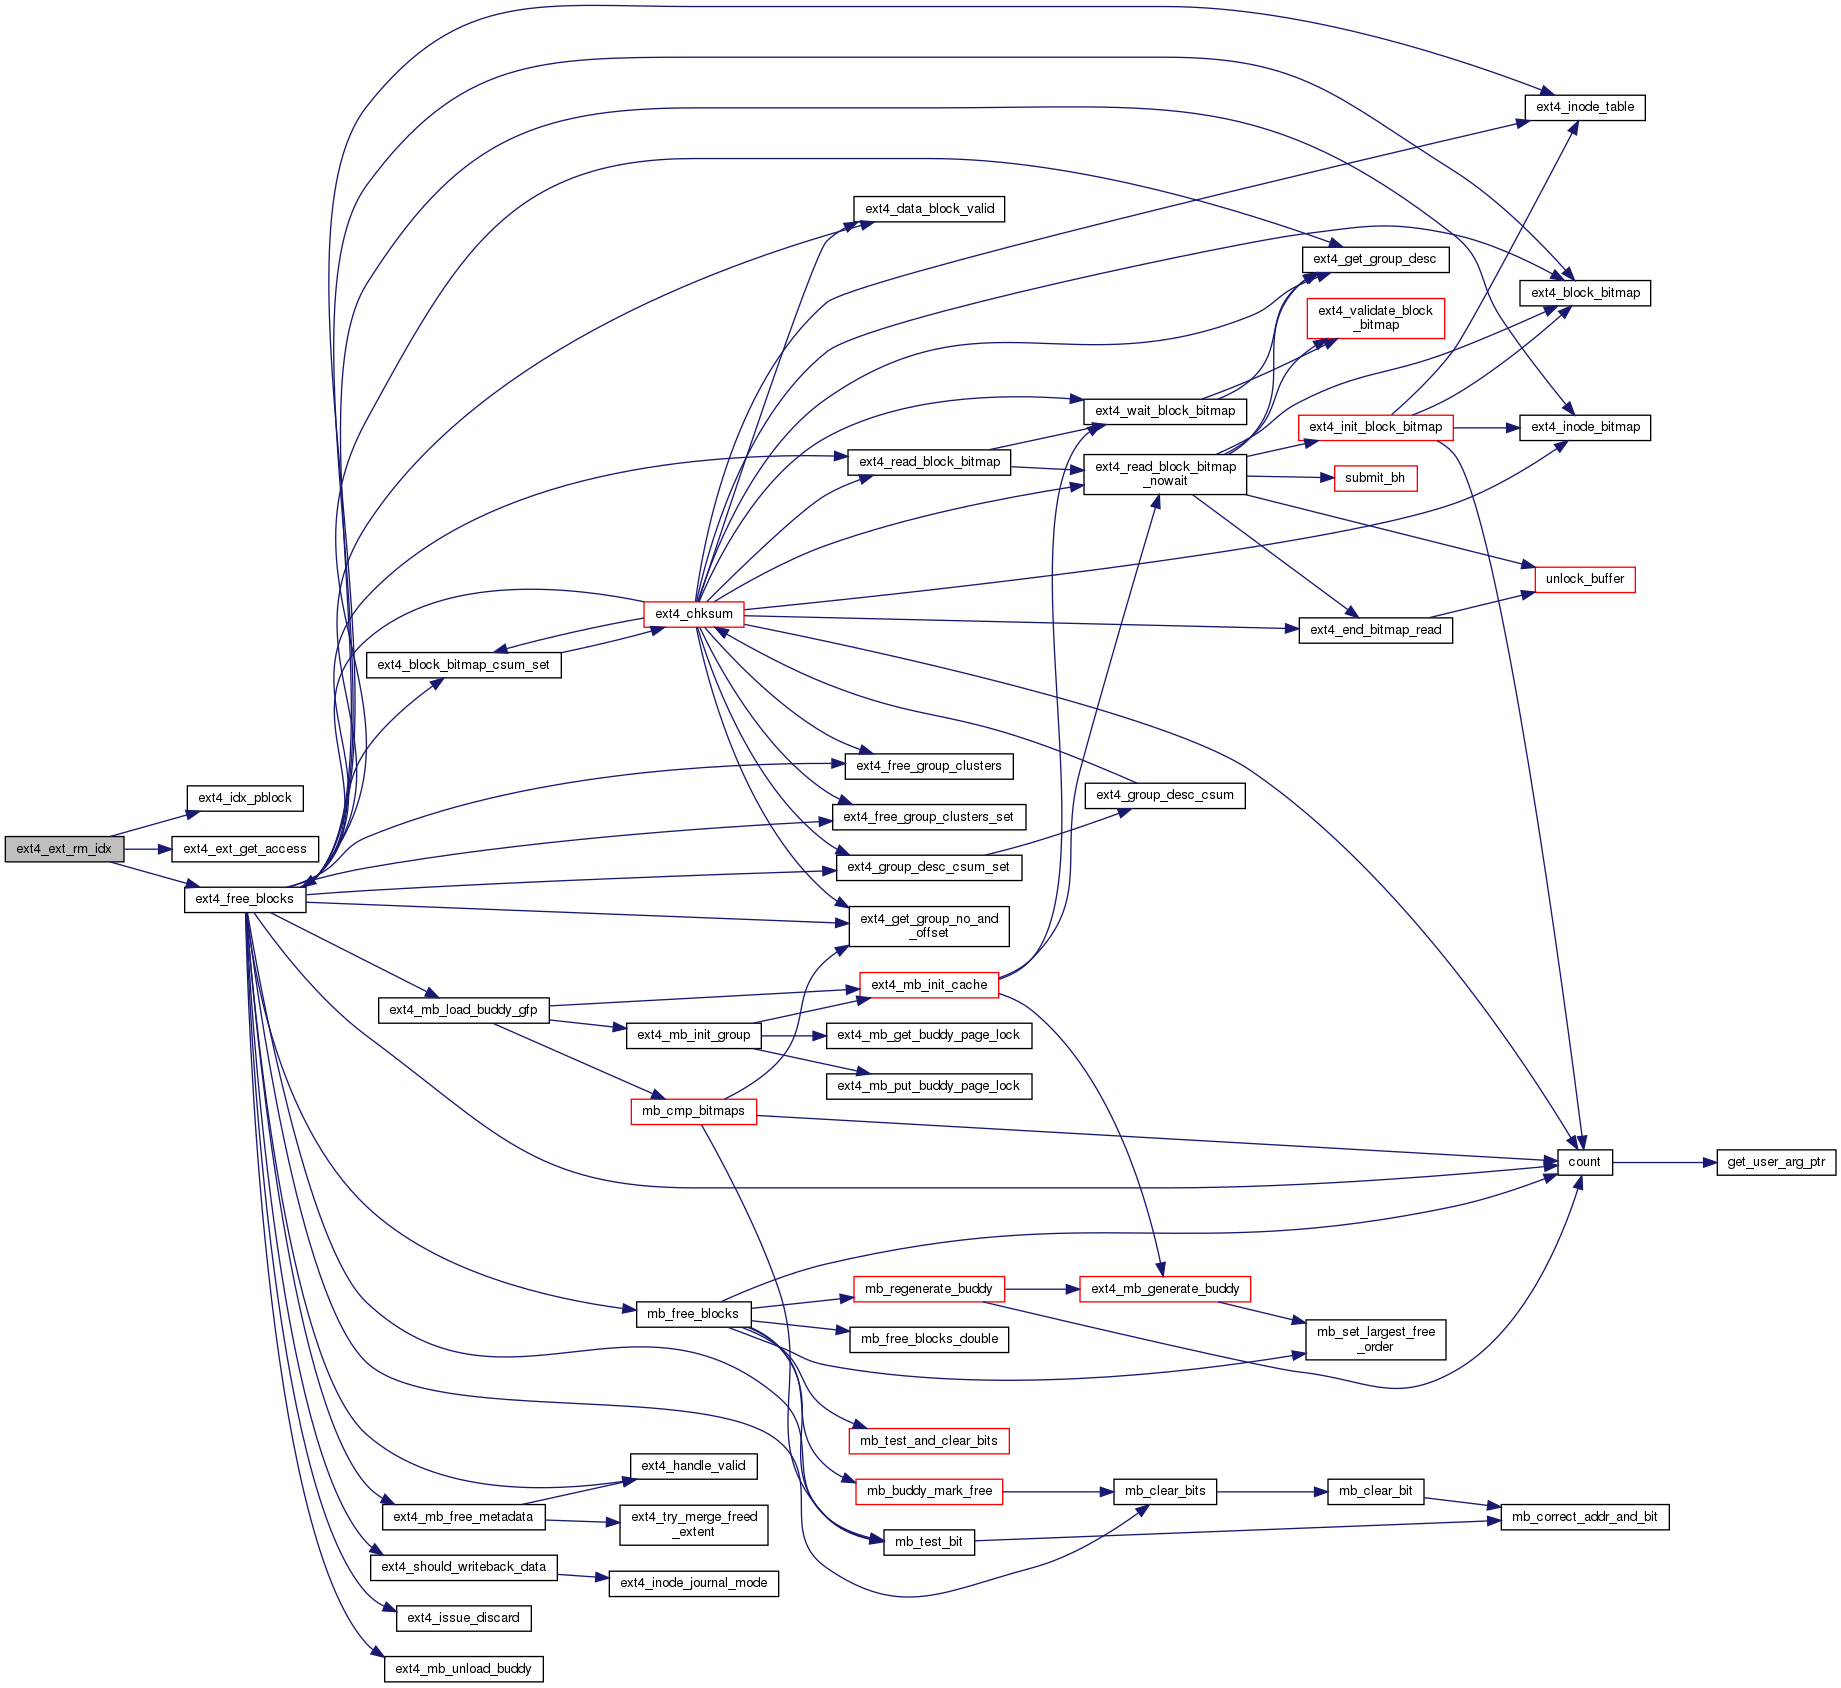 ext4_inode_table
ext4_data_block_valid
ext4_get_group_desc
ext4_block_bitmap
ext4_validate_block
_bitmap
ext4_wait_block_bitmap
ext4_init_block_bitmap
ext4_inode_bitmap
ext4_read_block_bitmap
ext4_read_block_bitmap
_nowait
submit_bh
unlock_buffer
ext4_chksum
ext4_end_bitmap_read
ext4_block_bitmap_csum_set
ext4_free_group_clusters
ext4_idx_pblock
ext4_group_desc_csum
ext4_free_group_clusters_set
ext4_ext_rm_idx
ext4_ext_get_access
ext4_group_desc_csum_set
ext4_free_blocks
ext4_get_group_no_and
_offset
ext4_mb_init_cache
ext4_mb_load_buddy_gfp
ext4_mb_init_group
ext4_mb_get_buddy_page_lock
ext4_mb_put_buddy_page_lock
mb_cmp_bitmaps
count
get_user_arg_ptr
mb_regenerate_buddy
ext4_mb_generate_buddy
mb_free_blocks
mb_free_blocks_double
mb_set_largest_free
_order
mb_test_and_clear_bits
ext4_handle_valid
mb_buddy_mark_free
mb_clear_bits
mb_clear_bit
ext4_mb_free_metadata
ext4_try_merge_freed
_extent
mb_correct_addr_and_bit
mb_test_bit
ext4_should_writeback_data
ext4_inode_journal_mode
ext4_issue_discard
ext4_mb_unload_buddy